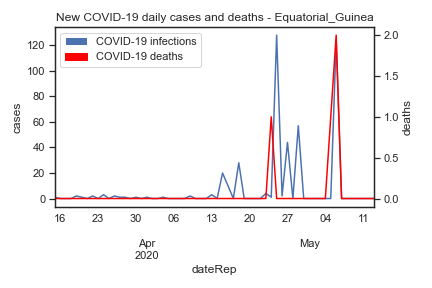 New COVID-19 daily cases and deaths - Equatorial_Guinea
COVID-19 infections
COVID-19 deaths
120
100
80
60
40
20
0
cases
2.0
1.5
1.0
0.5
0.0
deaths
16 23 30 06 13 20 27 04 11
Apr May
2020
dateRep